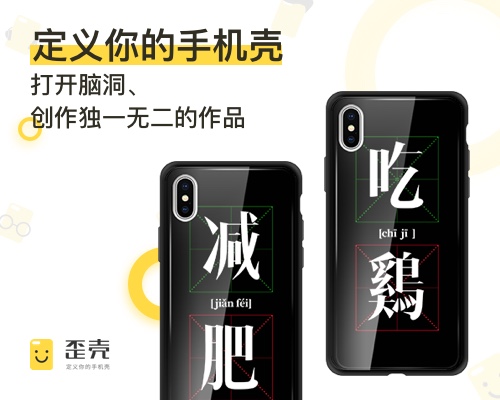 定义你的手机壳
打开脑洞、
创作独一无二的作品
吃
[chī jī]
鷄
减
[jiǎn féi]
肥
歪壳
定义你的手机壳